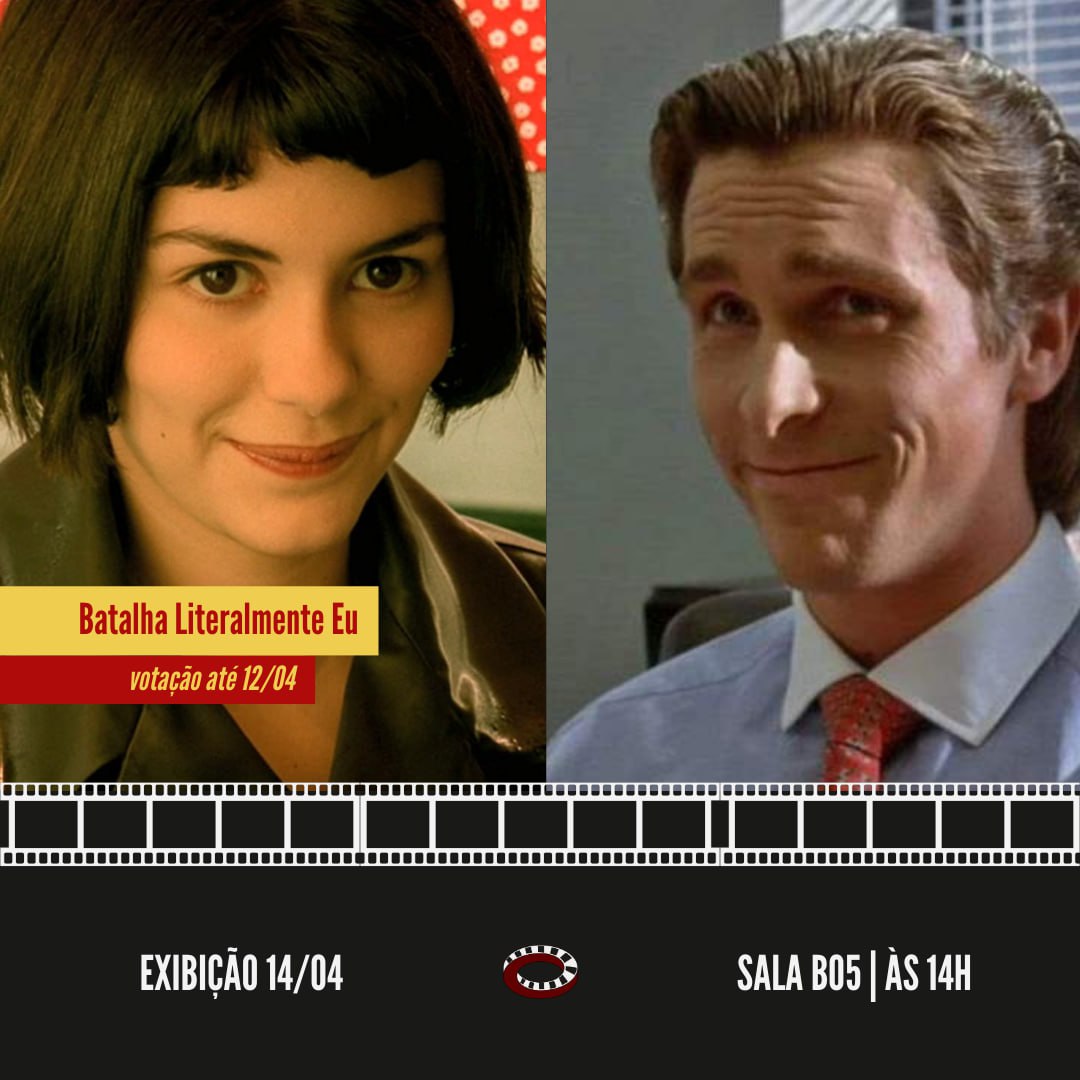 Batalha Literalmente Eu
votação até 12/04
EXIBIÇÃO 14/04
SALA B05 | ÀS 14H